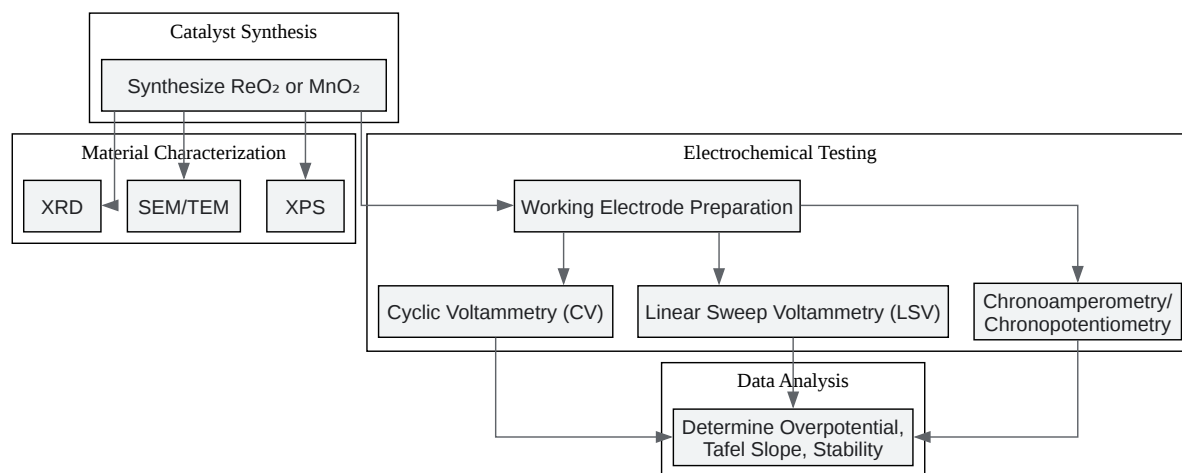 Catalyst Synthesis
Synthesize ReO₂ or MnO₂
Material Characterization
XRD
SEM/TEM
XPS
Electrochemical Testing
Working Electrode Preparation
Cyclic Voltammetry (CV)
Linear Sweep Voltammetry (LSV)
Chronoamperometry/
Chronopotentiometry
Data Analysis
Determine Overpotential,
Tafel Slope, Stability